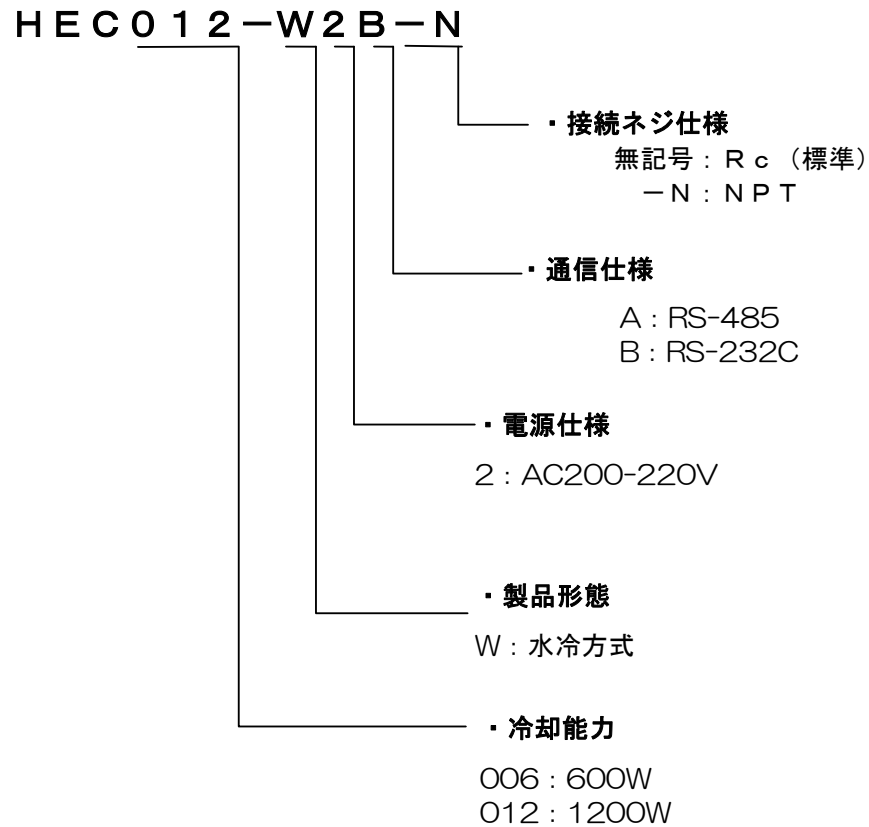 HEC012-W2B-N
・接続ネジ仕様
無記号：Rc（標準）
-N：NPT
・通信仕様
A：RS-485
B：RS-232C
・電源仕様
2：AC200-220V
・製品形態
W：水冷方式
・冷却能力
006：600W
012：1200W